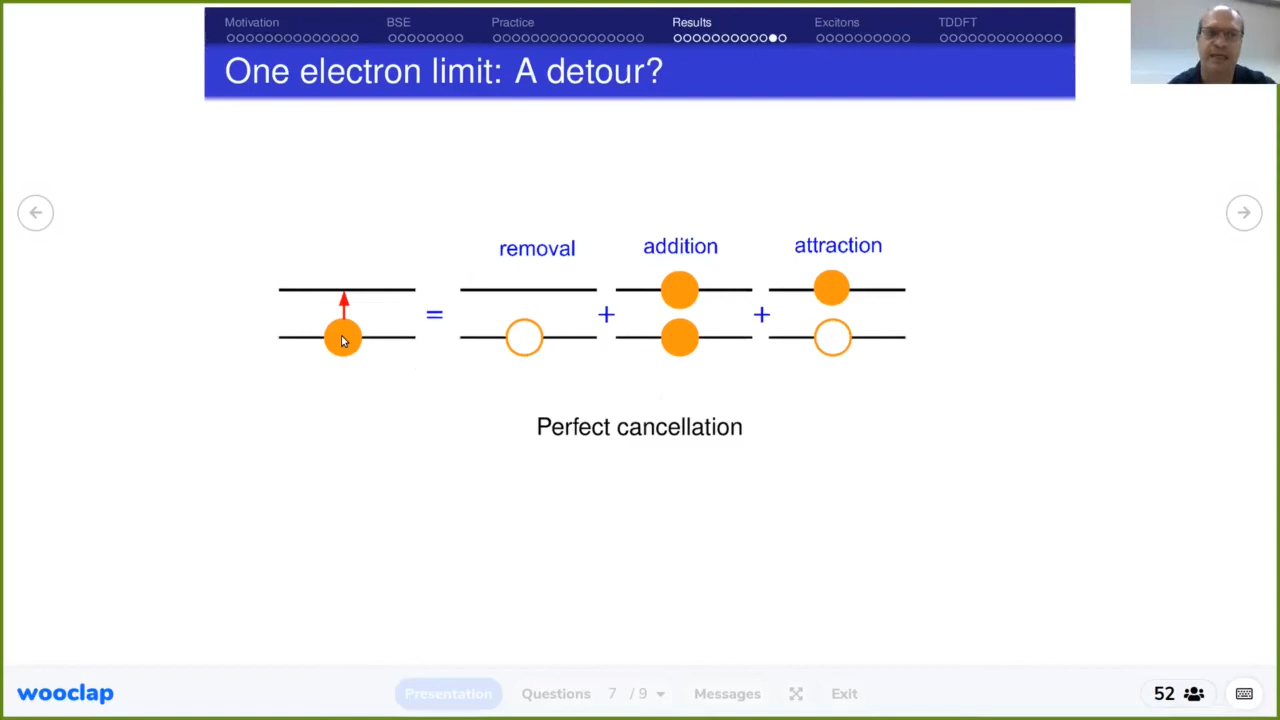 Motivation BSE Practice Results Excitons TDDFT
One electron limit: A detour?
removal addition attraction
= + +
Perfect cancellation
wooclap Presentation Questions 7 / 9 Messages Exit 52